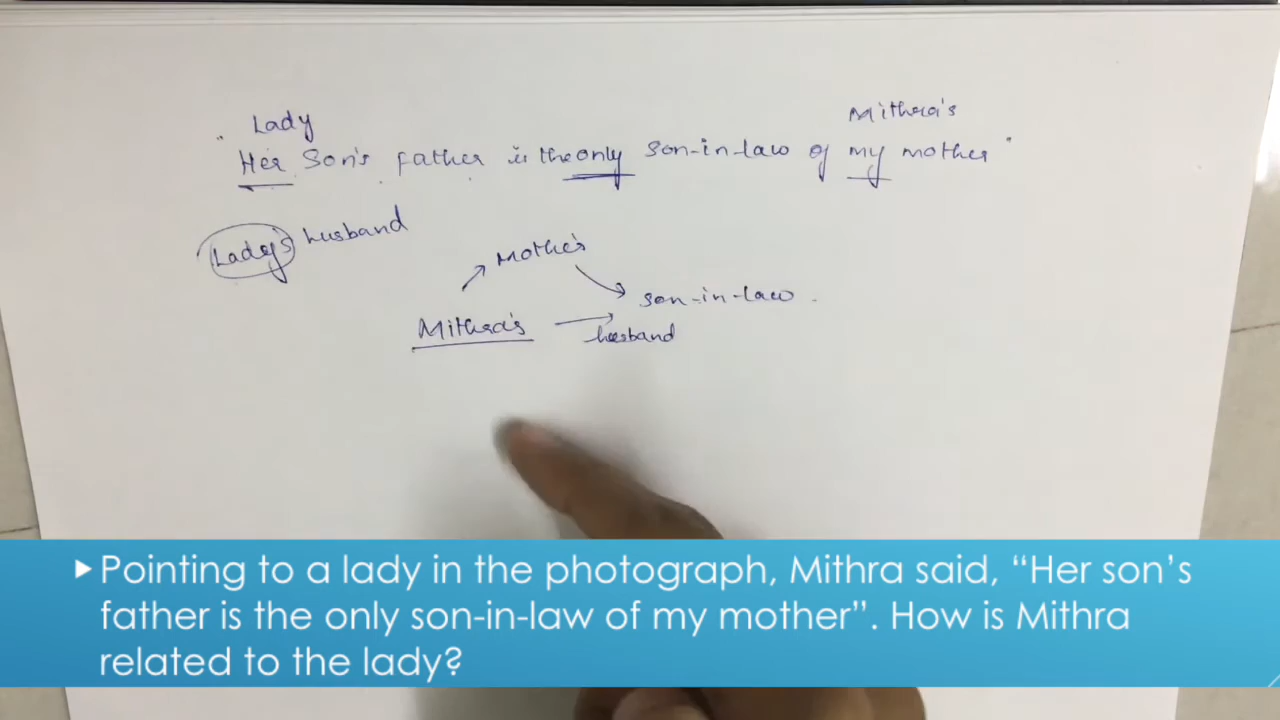 Lady Mithra's
"Her Son's father is the only son-in-law of my mother"
Lady's husband
Mother
Mithra's son-in-law
husband
Pointing to a lady in the photograph, Mithra said, “Her son’s
father is the only son-in-law of my mother”. How is Mithra
related to the lady?